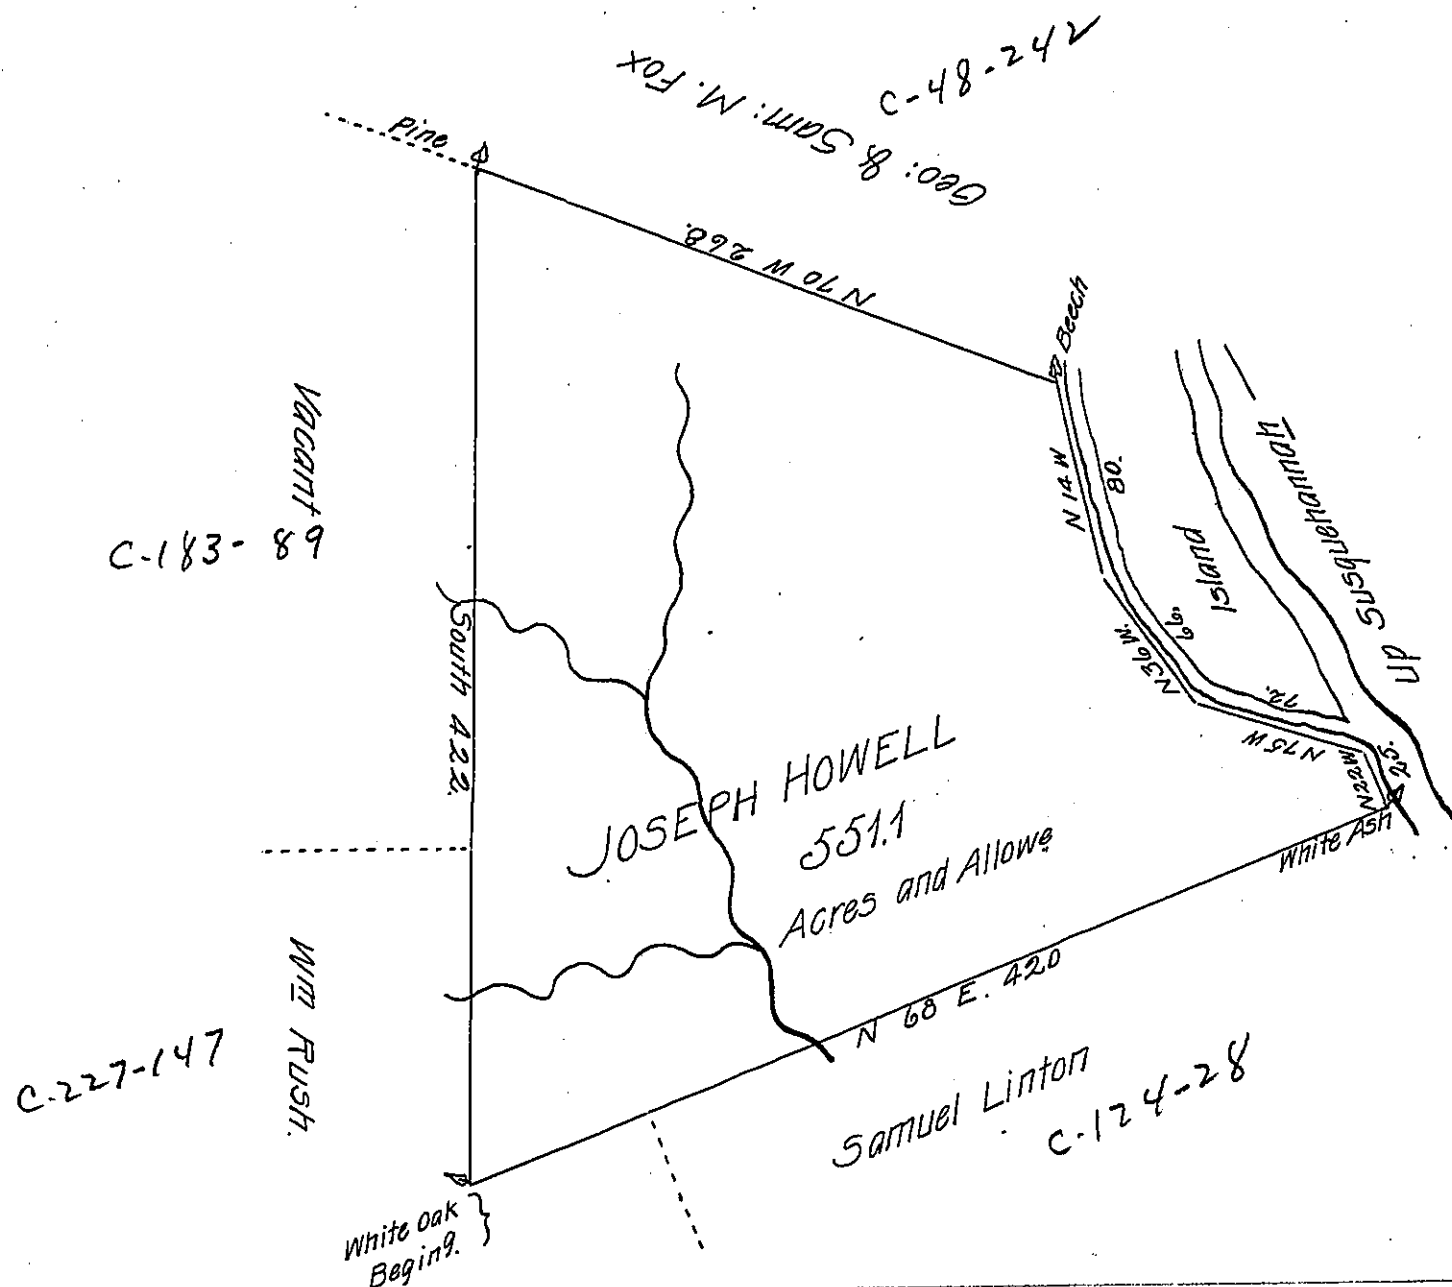 C-48-242
Geo: & Sam: M. Fox
Pine
N 70 W 268.
Beech
Vacant
C-183-89
N 14 W
80.
Island
Up Susquehannah
N 36 W.
66.
South 422.
N 75 W
72.
N 22 W
25.
White Ash
JOSEPH HOWELL
551.1
Acres and Allowe
Wm Rush.
C-227-147
N 68 E. 420
Samuel Linton
C-124-28
White Oak
Begin9.